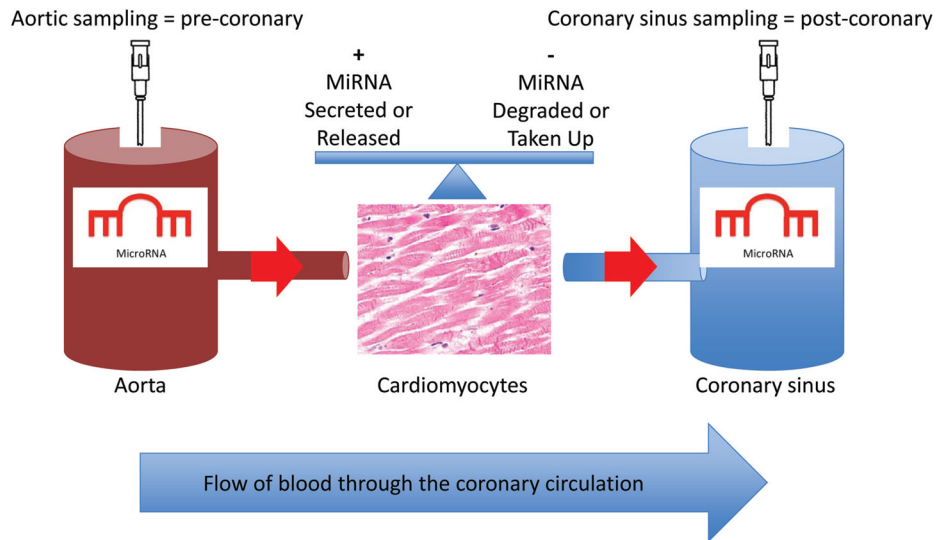 Aortic sampling = pre-coronary
Coronary sinus sampling = post-coronary
+
MiRNA
Secreted or
Released
-
MiRNA
Degraded or
Taken Up
MicroRNA
MicroRNA
Aorta
Cardiomyocytes
Coronary sinus
Flow of blood through the coronary circulation